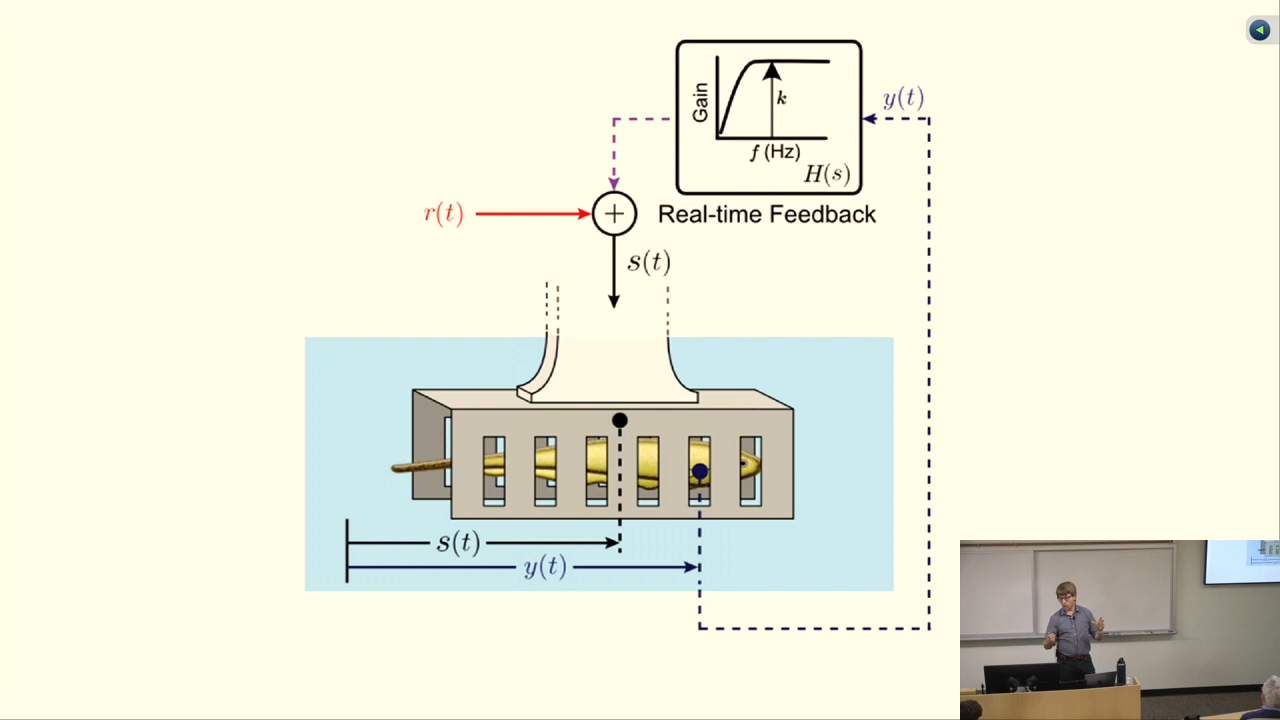 Gain
k
f (Hz)
H(s)
y(t)
r(t)
+
Real-time Feedback
s(t)
s(t)
y(t)